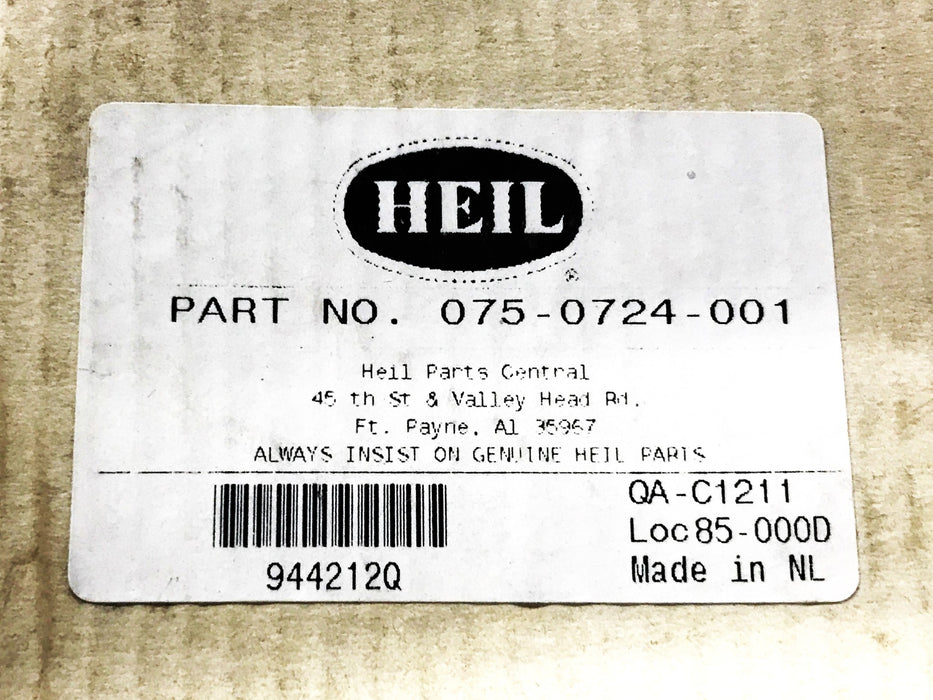 HEIL
®
PART NO. 075-0724-001
Heil Parts Central
45 th St & Valley Head Rd.
Ft. Payne, Al 35967
ALWAYS INSIST ON GENUINE HEIL PARTS
QA-C1211
Loc85-000D
944212Q
Made in NL